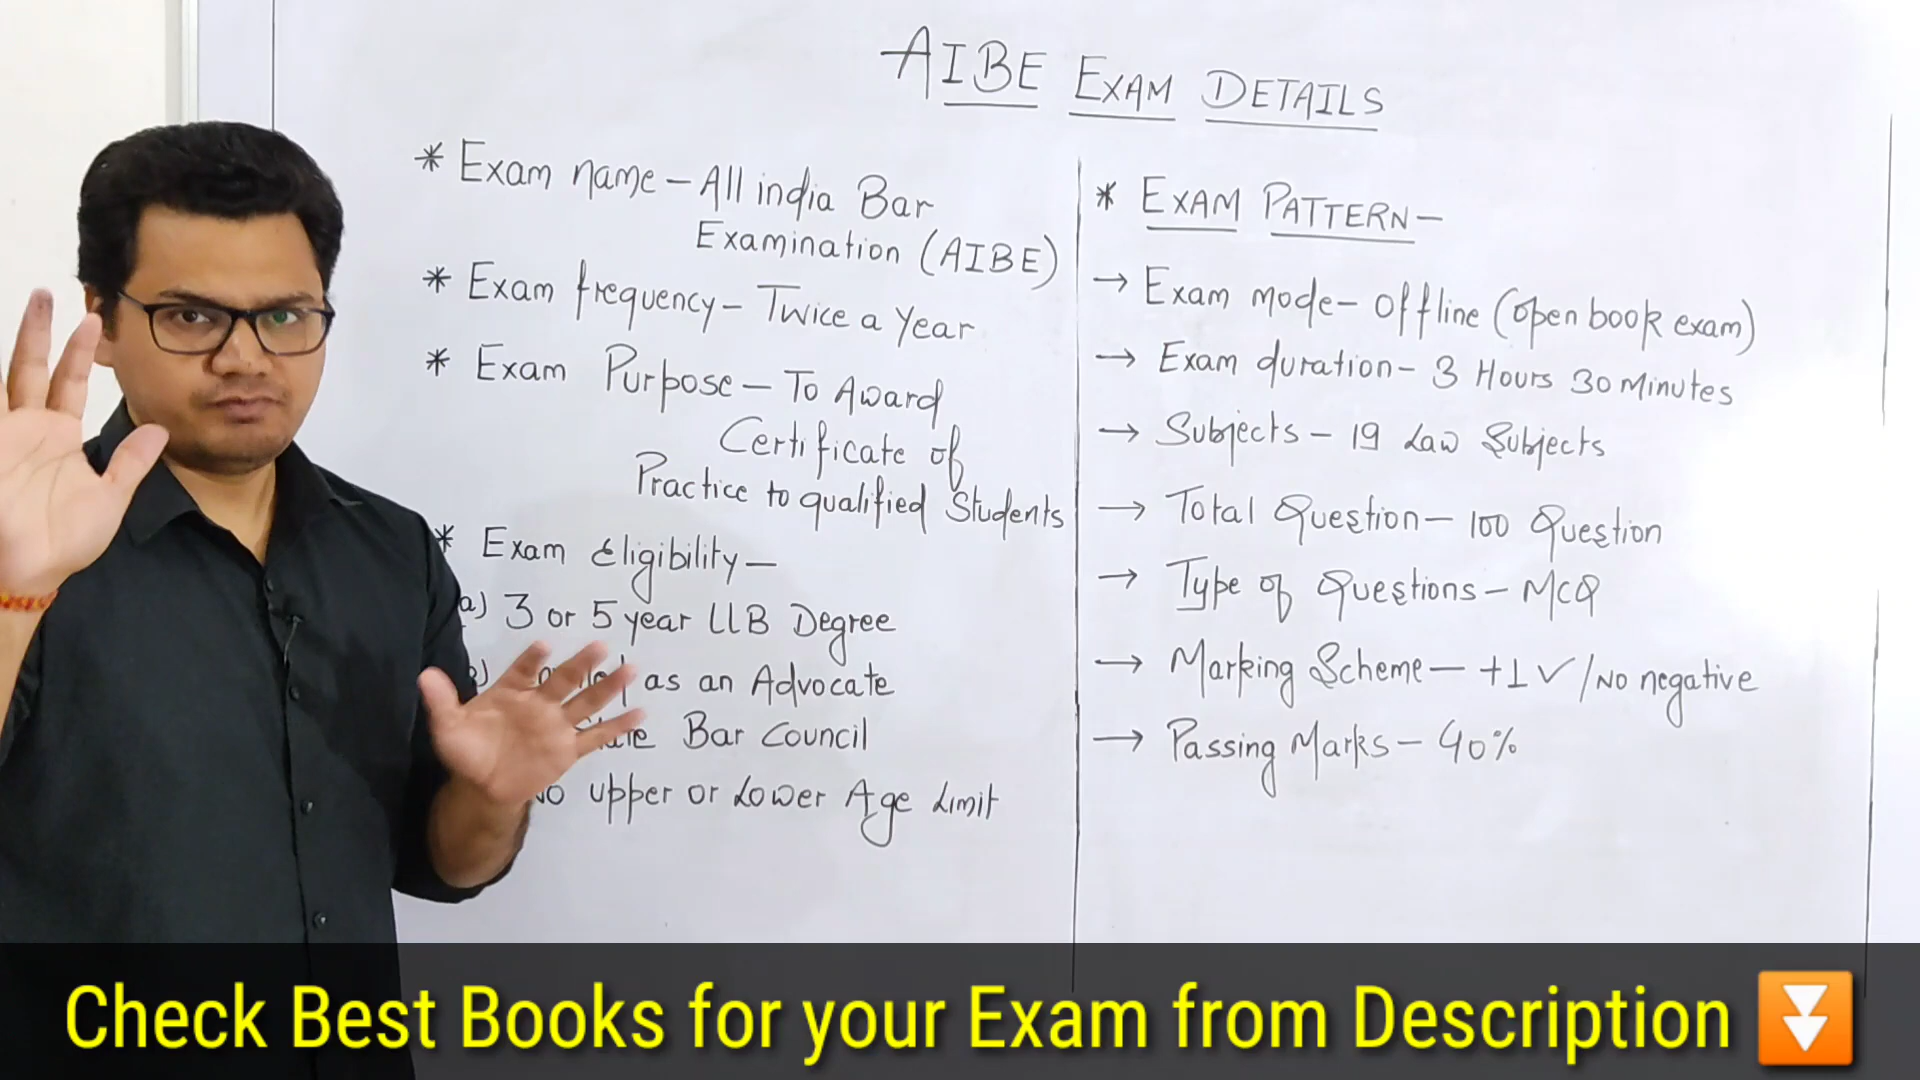 AIBE EXAM DETAILS
* Exam name - All india Bar
Examination (AIBE)
* Exam frequency - Twice a Year
* Exam Purpose - To Award
Certificate of
Practice to qualified Students
* Exam Eligibility -
a) 3 or 5 year LLB Degree
as an Advocate
State Bar Council
No upper or Lower Age Limit
* EXAM PATTERN -
→ Exam mode - offline (open book exam)
→ Exam duration - 3 Hours 30 Minutes
→ Subjects - 19 Law Subjects
→ Total Question - 100 Question
→ Type of Questions - MCQ
→ Marking Scheme - +1 ✓ / No negative
→ Passing Marks - 40%
Check Best Books for your Exam from Description